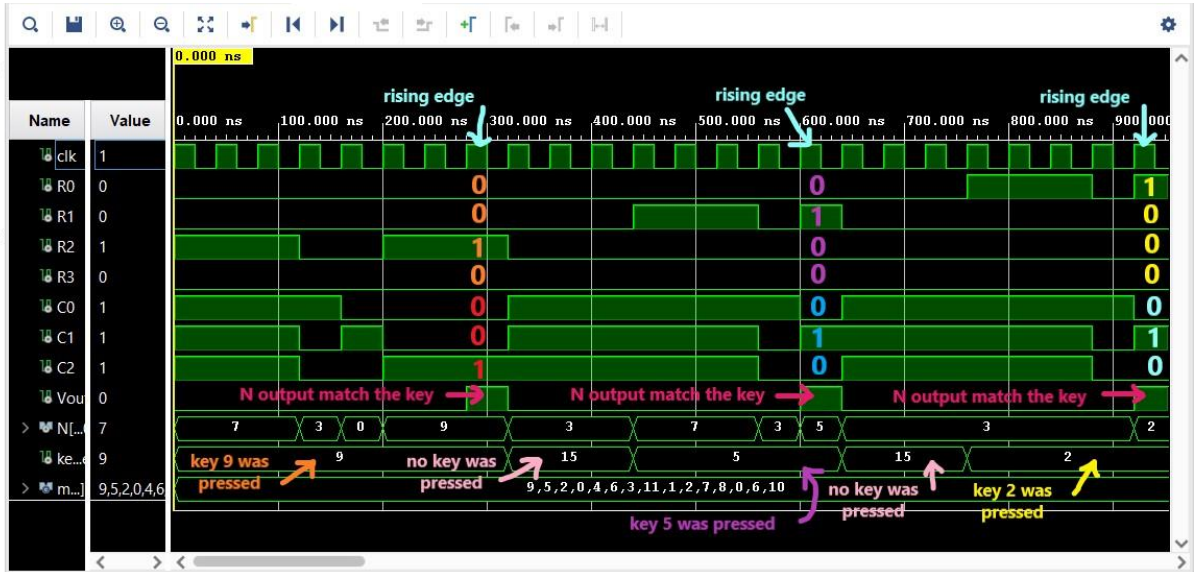 0.000 ns
rising edge rising edge rising edge
Name Value 0.000 ns 100.000 ns 200.000 ns 300.000 ns 400.000 ns 500.000 ns 600.000 ns 700.000 ns 800.000 ns 900.000
clk 1
R0 0 0 0 1
R1 0 0 1 0
R2 1 1 0 0
R3 0 0 0 0
C0 1 0 0 0
C1 1 0 1 1
C2 1 1 0 0
Vou 0 N output match the key N output match the key N output match the key
N[... 7 7 3 0 9 3 7 3 5 3 2
ke...e 9 9 15 5 15 2
key 9 was pressed
no key was pressed
m...] 9,5,2,0,4,6 9,5,2,0,4,6,3,11,1,2,7,8,0,6,10
key 5 was pressed
no key was pressed
key 2 was pressed